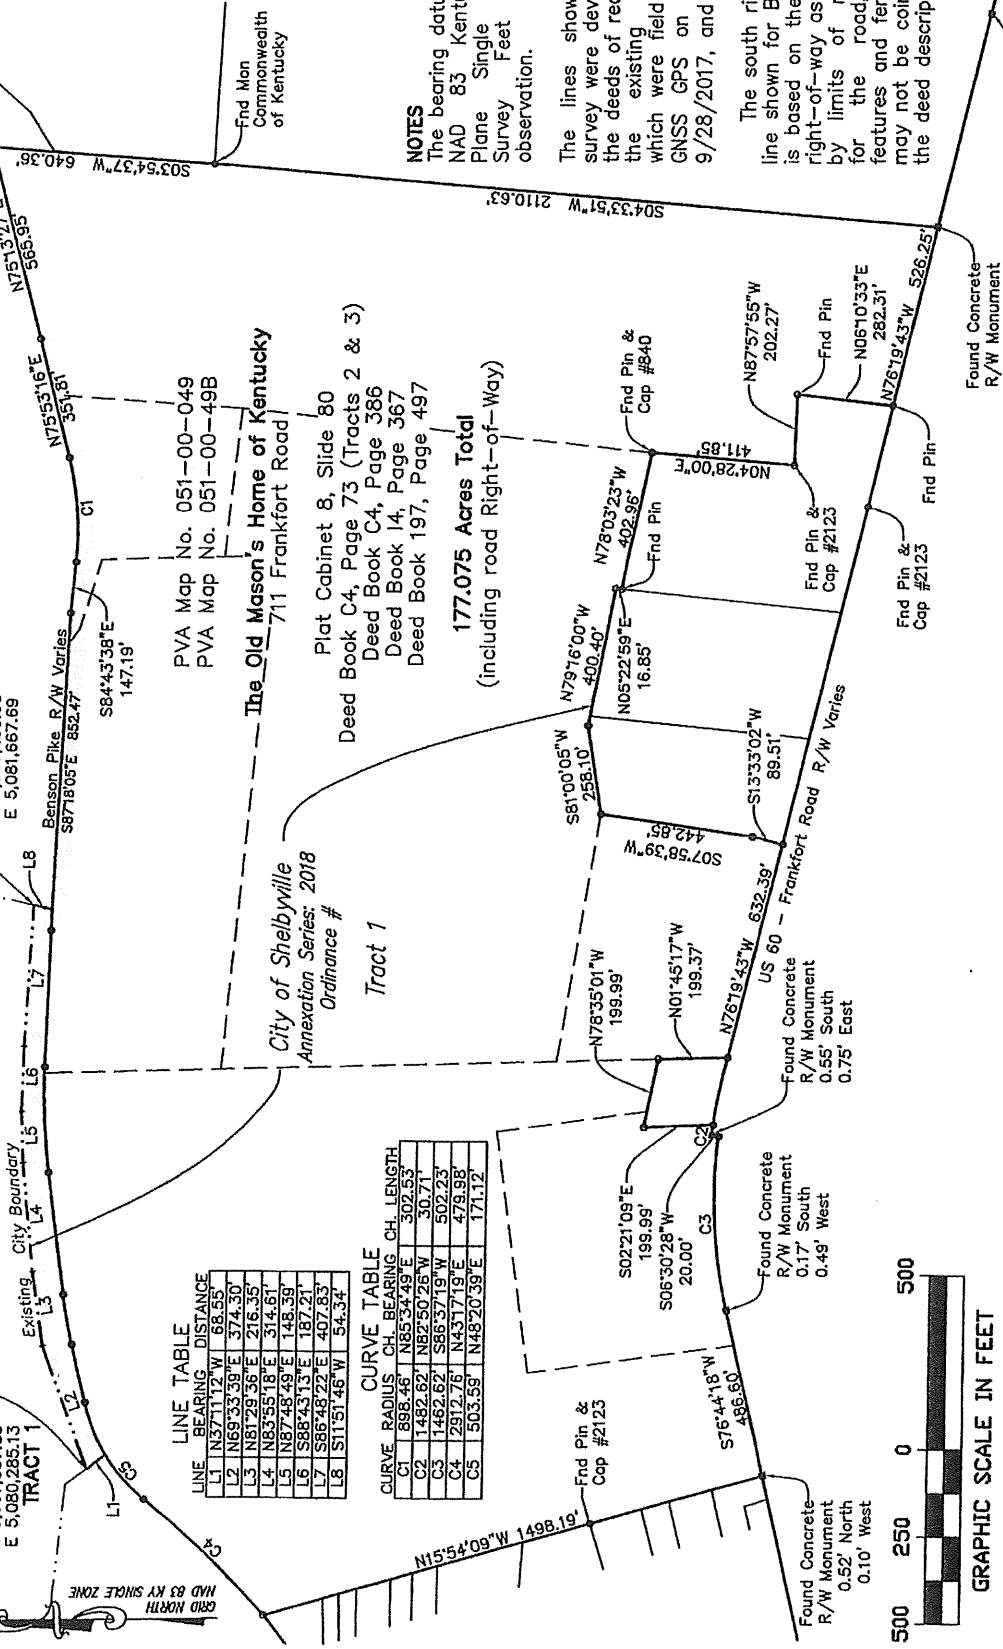 E 5,080,285.13
TRACT 1
E 5,081,667.69
GRID NORTH
NAD 83 KY SINGLE ZONE
Existing City Boundary
L1
L2
L3
L4
L5
L6
L7
L8
C5
C4
Benson Pike R/W Varies
S87°18'05"E 852.47'
S84°43'38"E
147.19'
C1
N75°53'16"E
351.81'
N75°13'27"E
565.95'
640.36'
S03°54'37"W
Fnd Mon
Commonwealth
of Kentucky
2110.63'
S04°33'51"W
LINE TABLE
LINE BEARING DISTANCE
L1 N37°11'12"W 68.55'
L2 N69°33'39"E 374.30'
L3 N81°29'36"E 216.35'
L4 N83°55'18"E 314.61'
L5 N87°48'49"E 148.39'
L6 S88°43'13"E 187.21'
L7 S86°48'22"E 407.83'
L8 S11°51'46"W 54.34'
CURVE TABLE
CURVE RADIUS CH. BEARING CH. LENGTH
C1 898.46' N85°34'49"E 302.53'
C2 1482.62' N82°50'26"W 30.71'
C3 1462.62' S86°37'19"W 502.23'
C4 2912.76' N43°17'19"E 479.98'
C5 503.59' N48°20'39"E 171.12'
City of Shelbyville
Annexation Series: 2018
Ordinance #
Tract 1
PVA Map No. 051-00-049
PVA Map No. 051-00-49B
The Old Mason's Home of Kentucky
711 Frankfort Road
Plat Cabinet 8, Slide 80
Deed Book C4, Page 73 (Tracts 2 & 3)
Deed Book C4, Page 386
Deed Book 14, Page 367
Deed Book 197, Page 497
177.075 Acres Total
(including road Right-of-Way)
NOTES
The bearing datu
NAD 83 Kentu
Plane Single
Survey Feet
observation.
The lines show
survey were dev
the deeds of rec
the existing
which were field
GNSS GPS on
9/28/2017, and
The south ri
line shown for B
is based on the
right-of-way as
by limits of r
for the road,
features and fer
may not be coin
the deed descrip
N15°54'09"W 1498.19'
Fnd Pin &
Cap #2123
Found Concrete
R/W Monument
0.52' North
0.10' West
S76°44'18"W
486.60'
Found Concrete
R/W Monument
0.17' South
0.49' West
C3
C2
S02°21'09"E
199.99'
S06°30'28"W
20.00'
N78°35'01"W
199.99'
N01°45'17"W
199.37'
Found Concrete
R/W Monument
0.55' South
0.75' East
N76°19'43"W 632.39'
US 60 - Frankfort Road R/W Varies
S13°33'02"W
89.51'
442.85'
S07°58'39"W
S81°00'05"W
258.10'
N79°16'00"W
400.40'
N05°22'59"E
16.85'
Fnd Pin
N78°03'23"W
402.96'
Fnd Pin &
Cap #840
411.85'
N04°28'00"E
Fnd Pin &
Cap #2123
N87°57'55"W
202.27'
Fnd Pin
N06°10'33"E
282.31'
N76°19'43"W 526.25'
Fnd Pin &
Cap #2123
Fnd Pin
Found Concrete
R/W Monument
500 250 0 500
GRAPHIC SCALE IN FEET